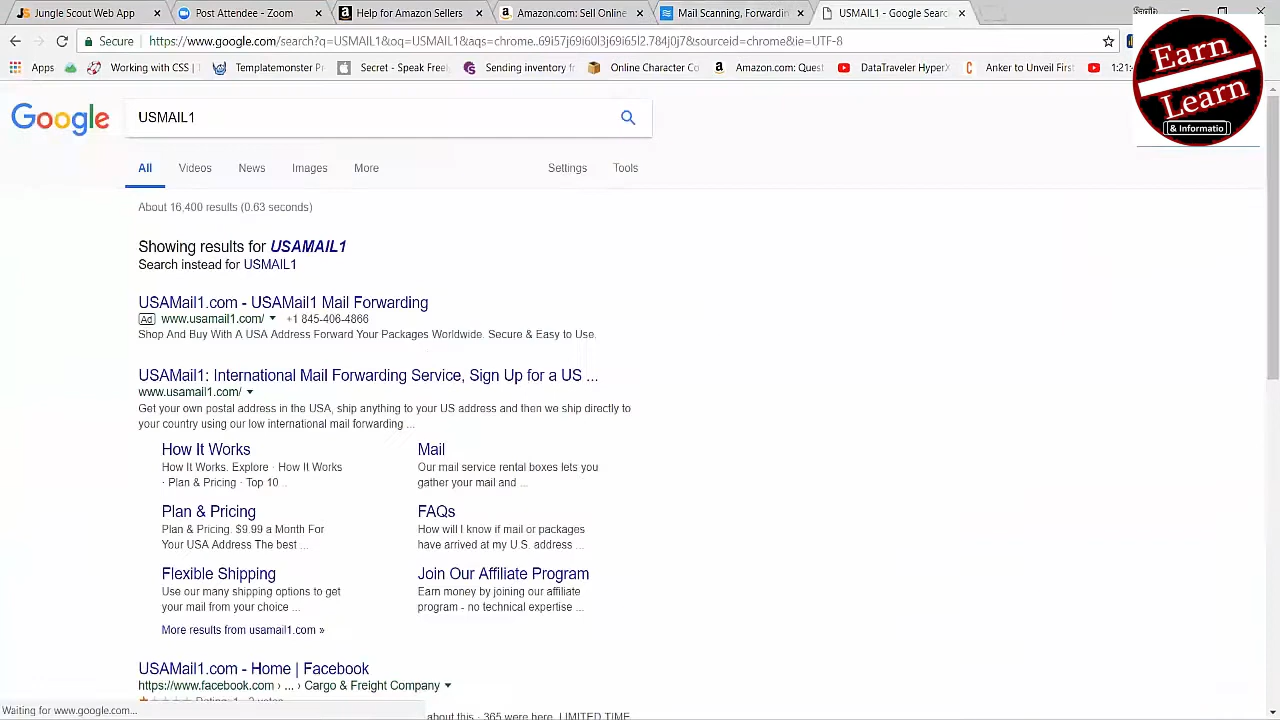 Jungle Scout Web App
Post Attendee - Zoom
Help for Amazon Sellers
Amazon.com: Sell Online
Mail Scanning, Forwardin
USMAIL1 - Google Searc
Secure
https://www.google.com/search?q=USMAIL1&oq=USMAIL1&aqs=chrome..69i57j69i60l3j69i65l2.784j0j7&sourceid=chrome&ie=UTF-8
Apps
Working with CSS |
Templatemonster P
Secret - Speak Free
Selling inventory f
Online Character Co
Amazon.com: Quest
DataTraveler HyperX
Anker to Unveil First
1:21
Earn
Learn
& Informatio
Google
USMAIL1
All
Videos
News
Images
More
Settings
Tools
About 16,400 results (0.63 seconds)
Showing results for USAMAIL1
Search instead for USMAIL1
USAMail1.com - USAMail1 Mail Forwarding
Ad www.usamail1.com/ +1 845-406-4866
Shop And Buy With A USA Address Forward Your Packages Worldwide. Secure & Easy to Use.
USAMail1: International Mail Forwarding Service, Sign Up for a US ...
www.usamail1.com/
Get your own postal address in the USA, ship anything to your US address and then we ship directly to
your country using our low international mail forwarding ...
How It Works
How It Works. Explore · How It Works
· Plan & Pricing · Top 10 ..
Mail
Our mail service rental boxes lets you
gather your mail and ...
Plan & Pricing
Plan & Pricing. $9.99 a Month For
Your USA Address The best ...
FAQs
How will I know if mail or packages
have arrived at my U.S. address ...
Flexible Shipping
Use our many shipping options to get
your mail from your choice ...
Join Our Affiliate Program
Earn money by joining our affiliate
program - no technical expertise ...
More results from usamail1.com »
USAMail1.com - Home | Facebook
https://www.facebook.com › ... › Cargo & Freight Company
Waiting for www.google.com...
about this · 365 were here. LIMITED TIME